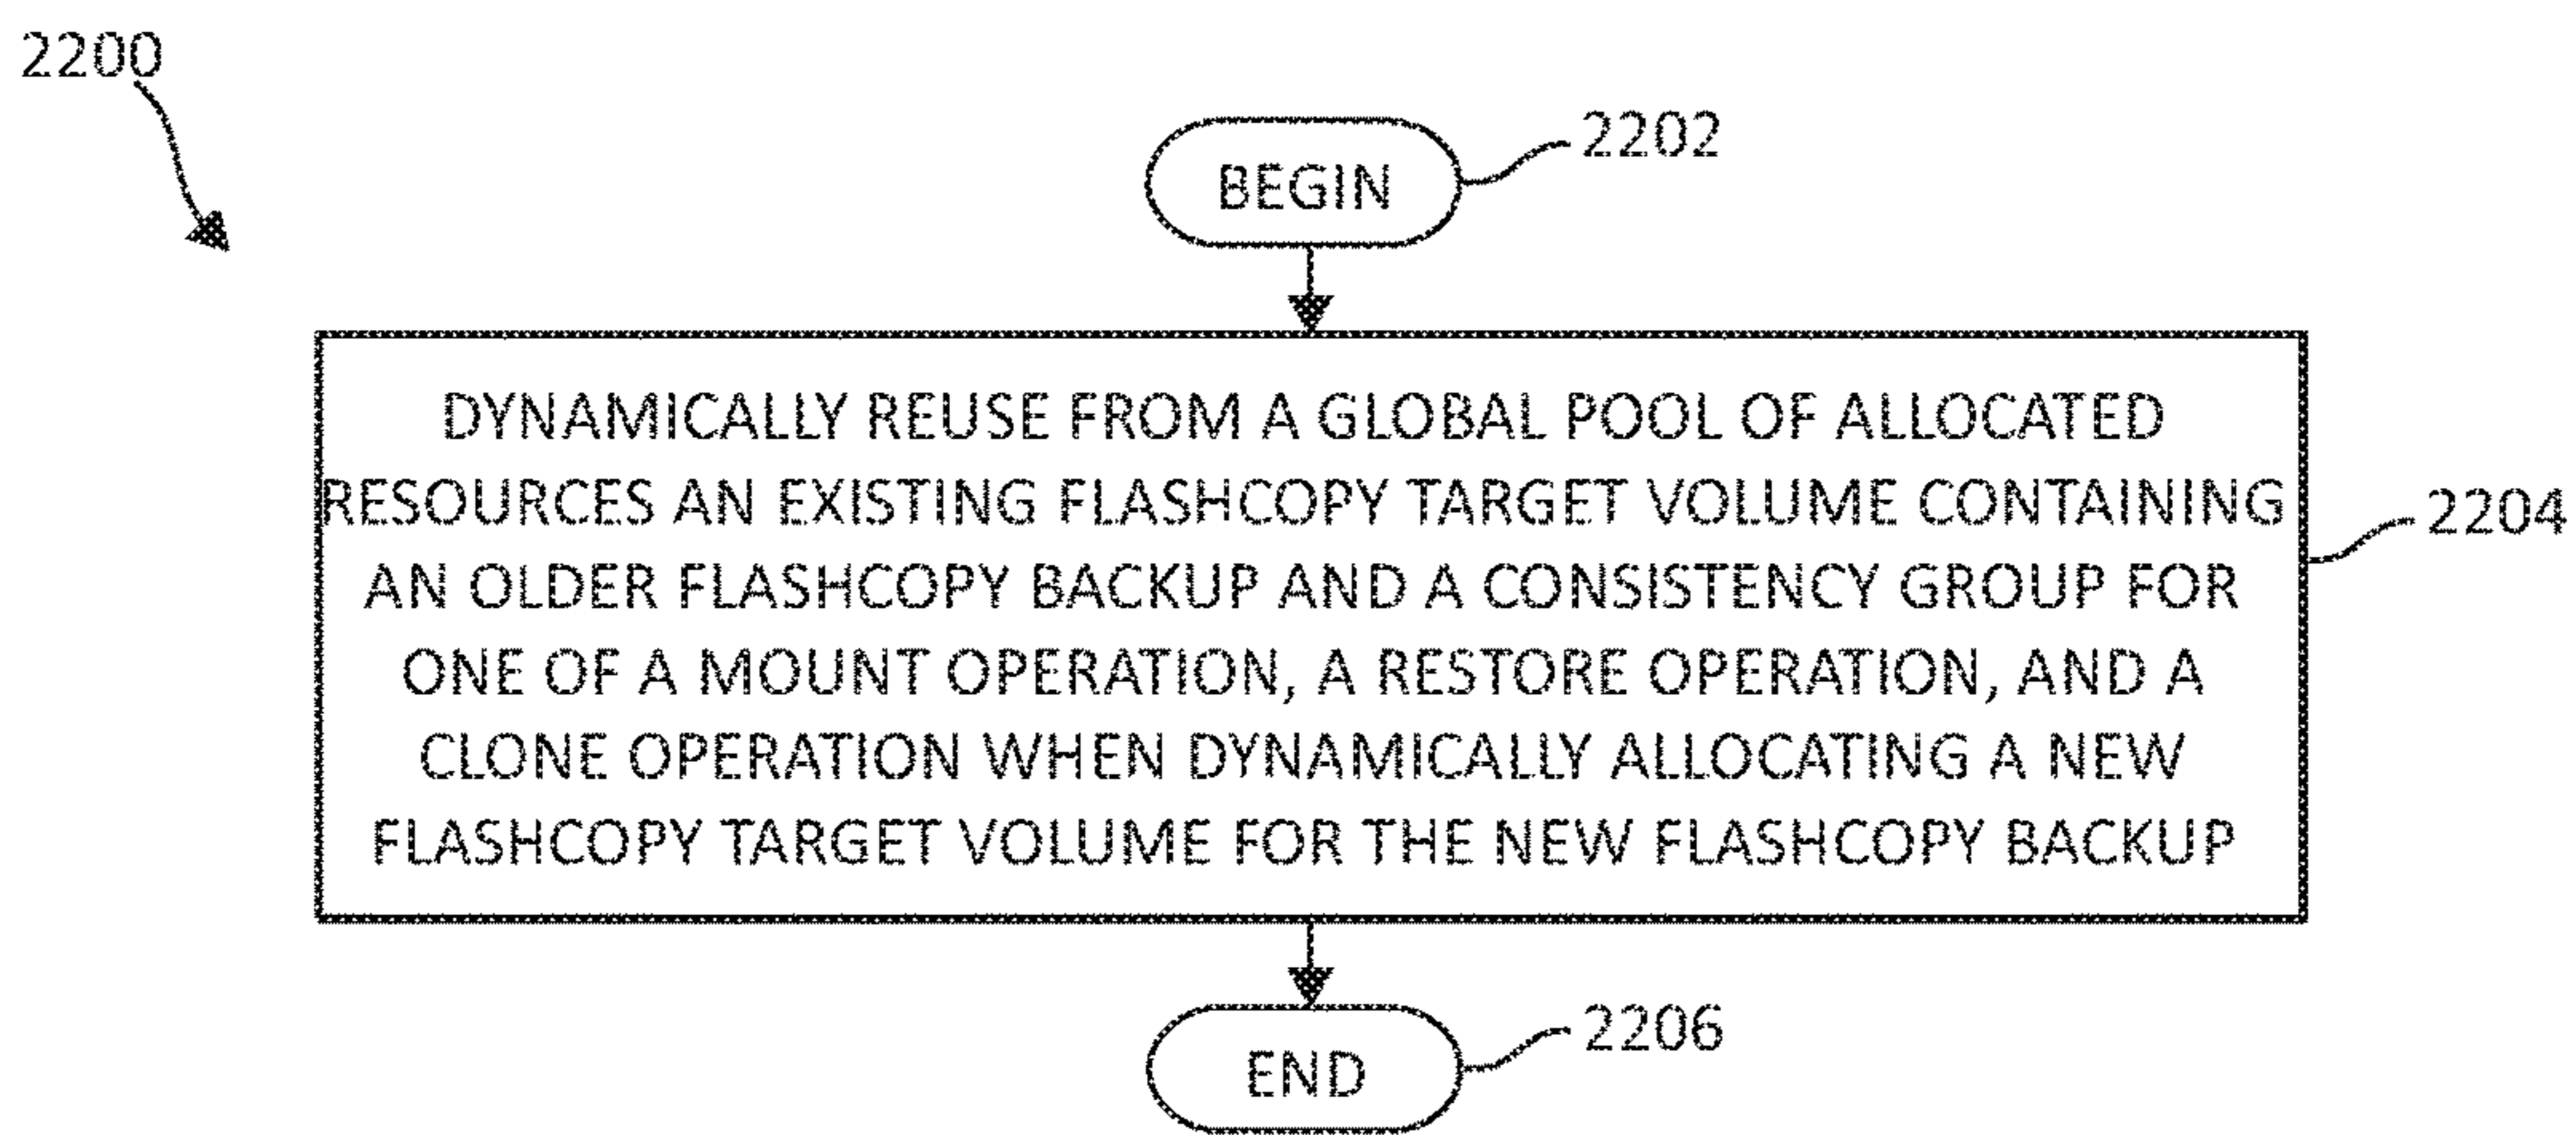 2200
BEGIN
2202
DYNAMICALLY REUSE FROM A GLOBAL POOL OF ALLOCATED
RESOURCES AN EXISTING FLASHCOPY TARGET VOLUME CONTAINING
AN OLDER FLASHCOPY BACKUP AND A CONSISTENCY GROUP FOR
ONE OF A MOUNT OPERATION, A RESTORE OPERATION, AND A
CLONE OPERATION WHEN DYNAMICALLY ALLOCATING A NEW
FLASHCOPY TARGET VOLUME FOR THE NEW FLASHCOPY BACKUP
2204
END
2206